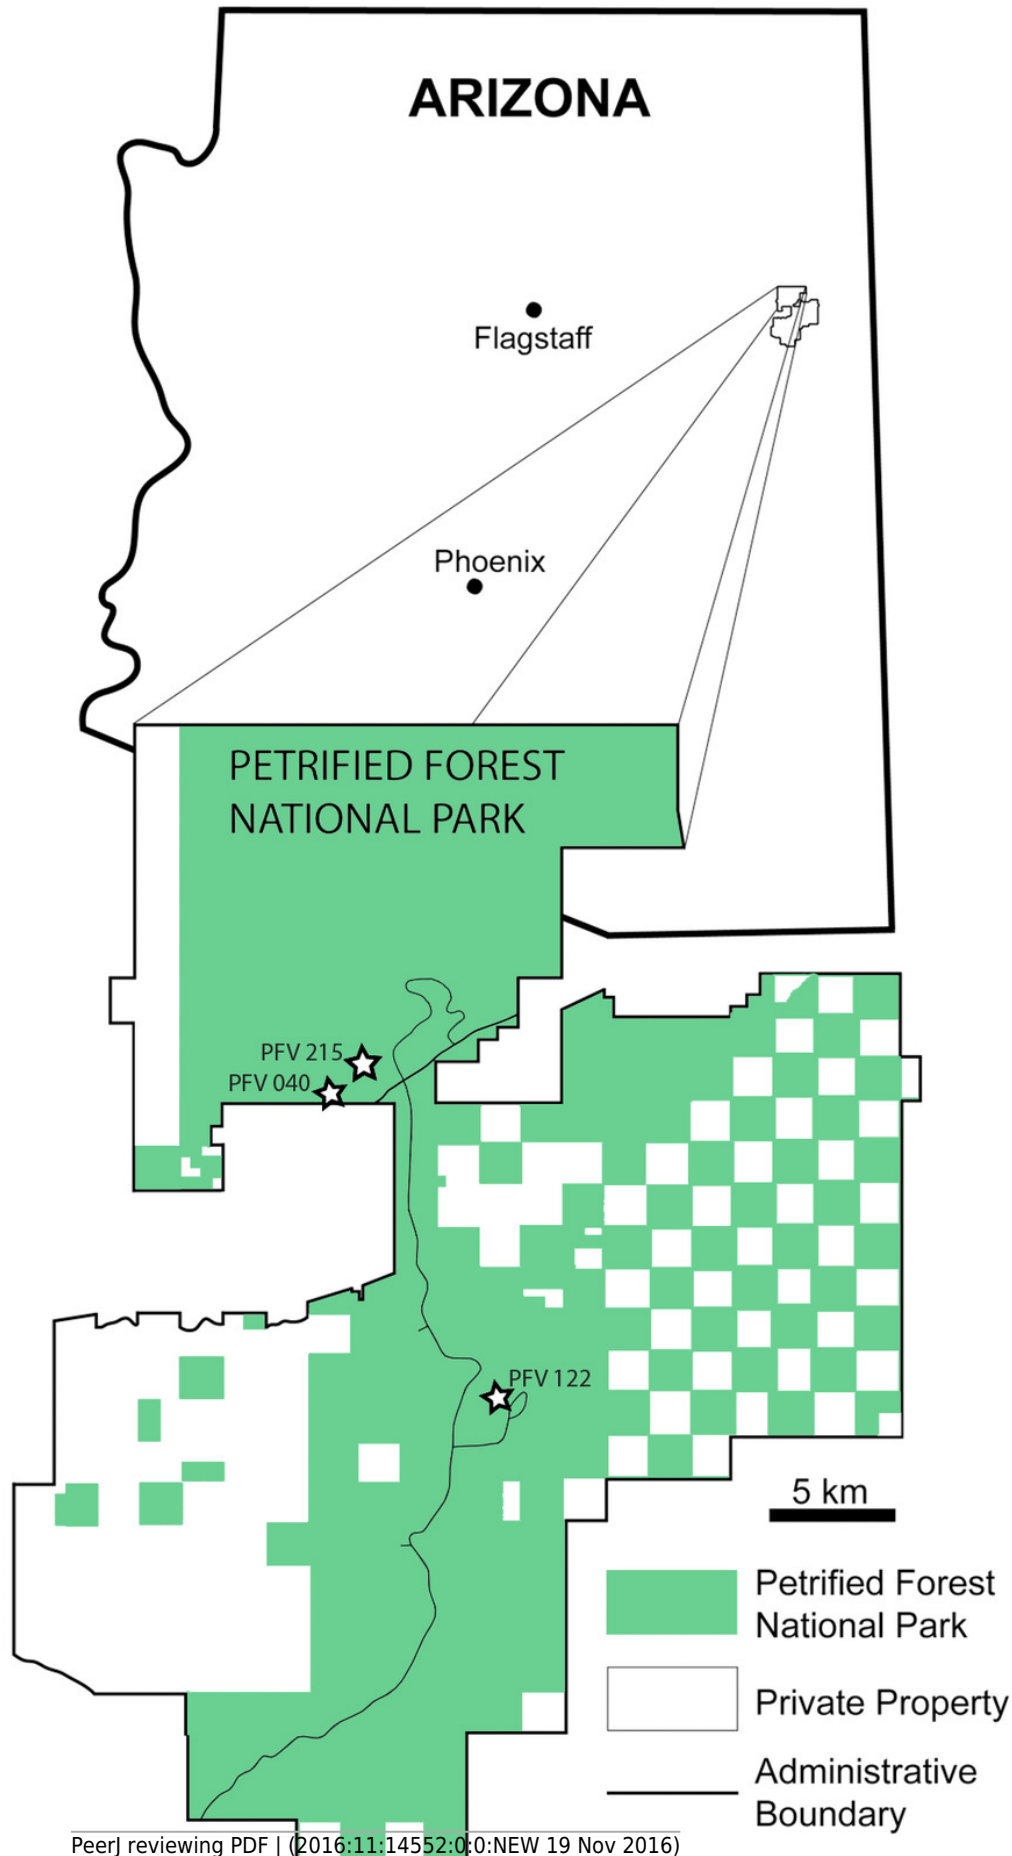 ARIZONA
Flagstaff
Phoenix
PETRIFIED FOREST
NATIONAL PARK
PFV 215
PFV 040
PFV 122
5 km
Petrified Forest
National Park
Private Property
Administrative
Boundary
PeerJ reviewing PDF | (2016:11:14552:0:0:NEW 19 Nov 2016)